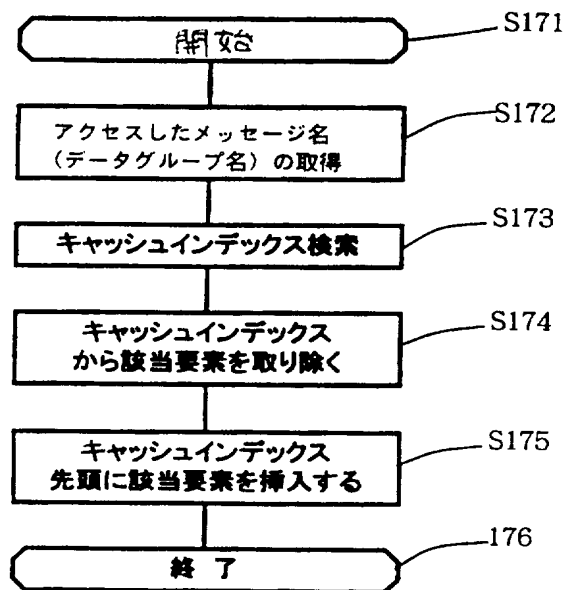 開始
S171
アクセスしたメッセージ名
(データグループ名)の取得
S172
キャッシュインデックス検索
S173
キャッシュインデックス
から該当要素を取り除く
S174
キャッシュインデックス
先頭に該当要素を挿入する
S175
終了
176